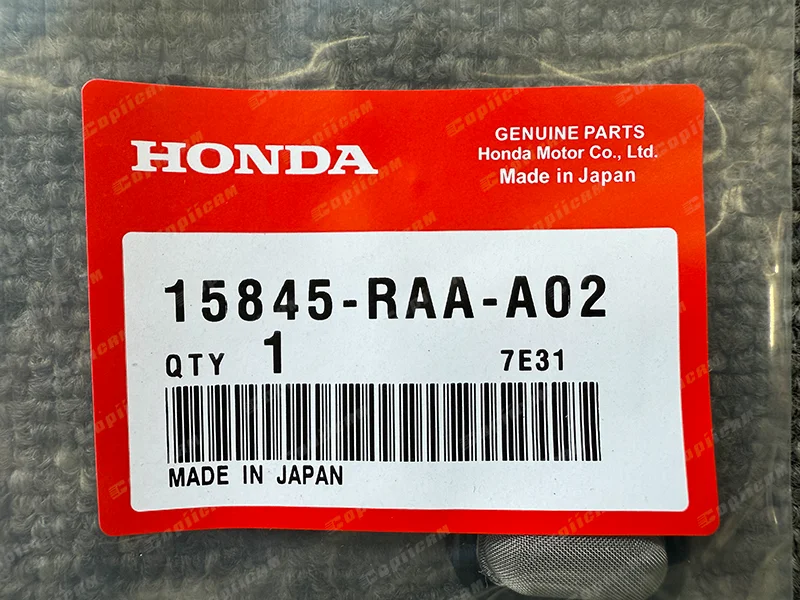 HONDA
GENUINE PARTS
Honda Motor Co., Ltd.
Made in Japan
15845-RAA-A02
QTY 1 7E31
MADE IN JAPAN
Copiicam